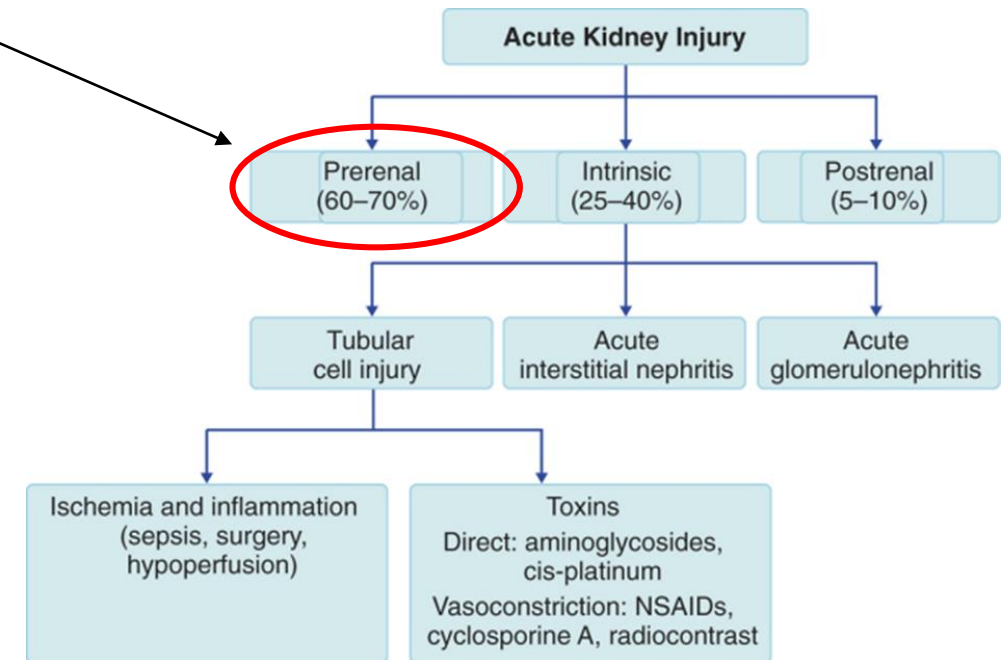 Acute Kidney Injury
Prerenal
(60–70%)
Intrinsic
(25–40%)
Postrenal
(5–10%)
Tubular
cell injury
Acute
interstitial nephritis
Acute
glomerulonephritis
Ischemia and inflammation
(sepsis, surgery,
hypoperfusion)
Toxins
Direct: aminoglycosides,
cis-platinum
Vasoconstriction: NSAIDs,
cyclosporine A, radiocontrast